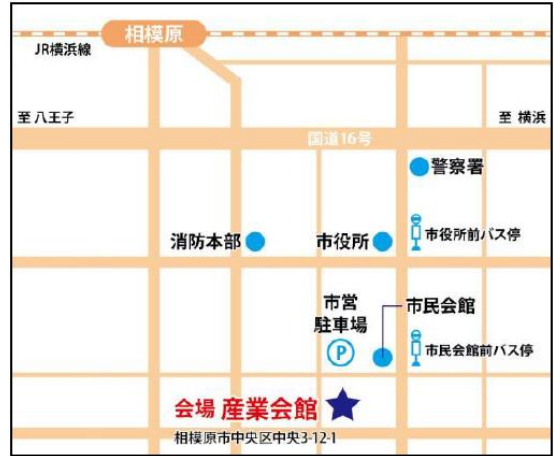 相模原
JR横浜線
至 八王子
至 横浜
国道16号
警察署
消防本部
市役所
市役所前バス停
市営
駐車場
市民会館
P
市民会館前バス停
会場 産業会館
相模原市中央区中央3-12-1